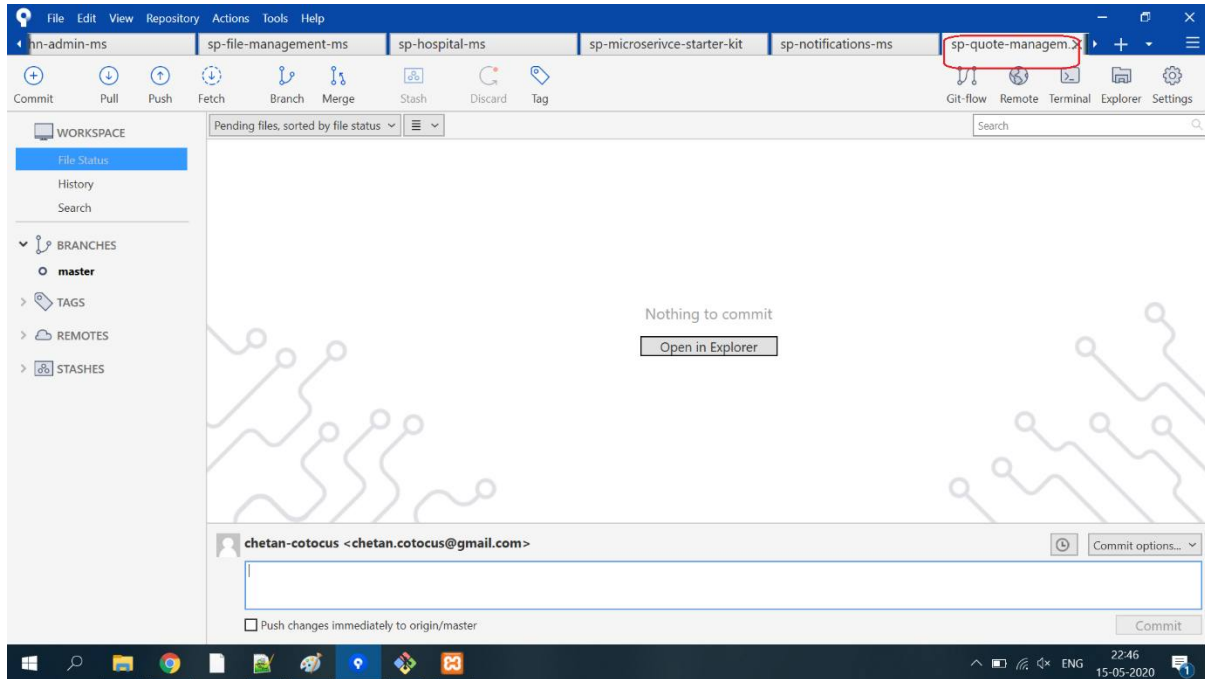 File Edit View Repository Actions Tools Help
hn-admin-ms sp-file-management-ms sp-hospital-ms sp-microserivce-starter-kit sp-notifications-ms sp-quote-managem..
Commit Pull Push Fetch Branch Merge Stash Discard Tag Git-flow Remote Terminal Explorer Settings
WORKSPACE
Pending files, sorted by file status
Search
File Status
History
Search
BRANCHES
master
TAGS
REMOTES
STASHES
Nothing to commit
Open in Explorer
chetan-cotocus <chetan.cotocus@gmail.com>
Commit options...
Push changes immediately to origin/master
Commit
ENG
22:46
15-05-2020
1